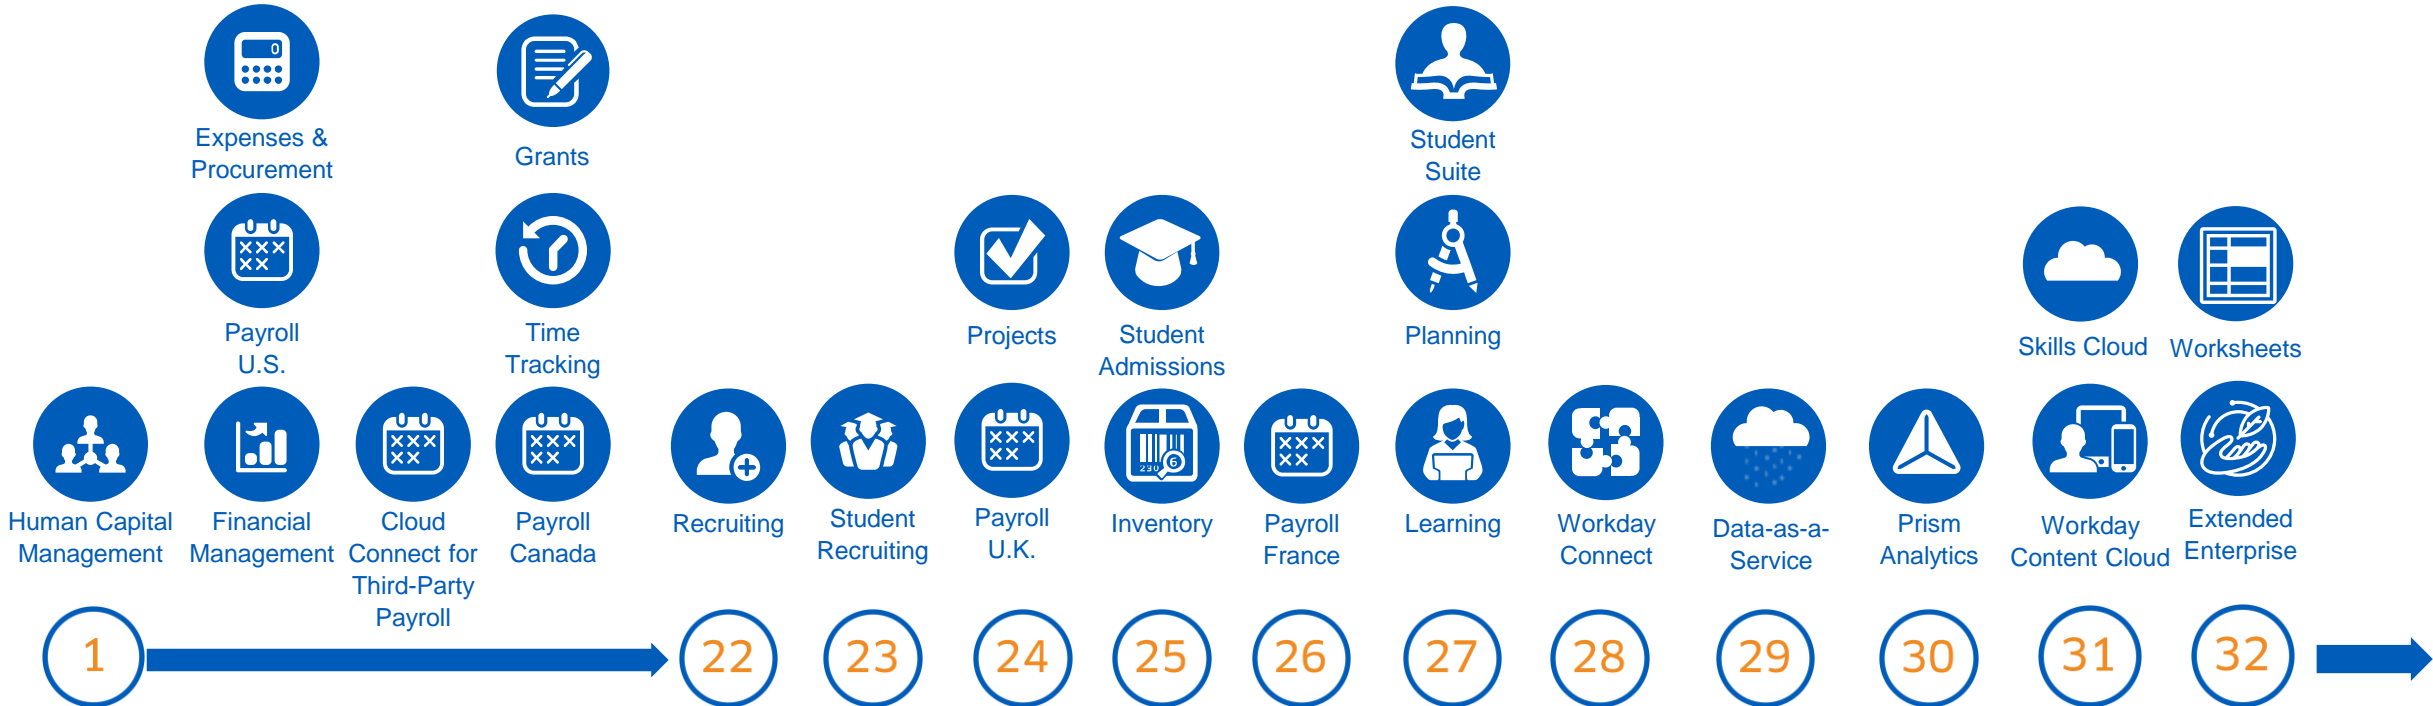 0
Expenses &
Procurement
Grants
Student
Suite
Payroll
U.S.
Time
Tracking
Projects
Student
Admissions
Planning
Skills Cloud
Worksheets
230
6
Human Capital
Management
Financial
Management
Cloud
Connect for
Third-Party
Payroll
Payroll
Canada
Recruiting
Student
Recruiting
Payroll
U.K.
Inventory
Payroll
France
Learning
Workday
Connect
Data-as-a-
Service
Prism
Analytics
Workday
Content Cloud
Extended
Enterprise
1
22
23
24
25
26
27
28
29
30
31
32